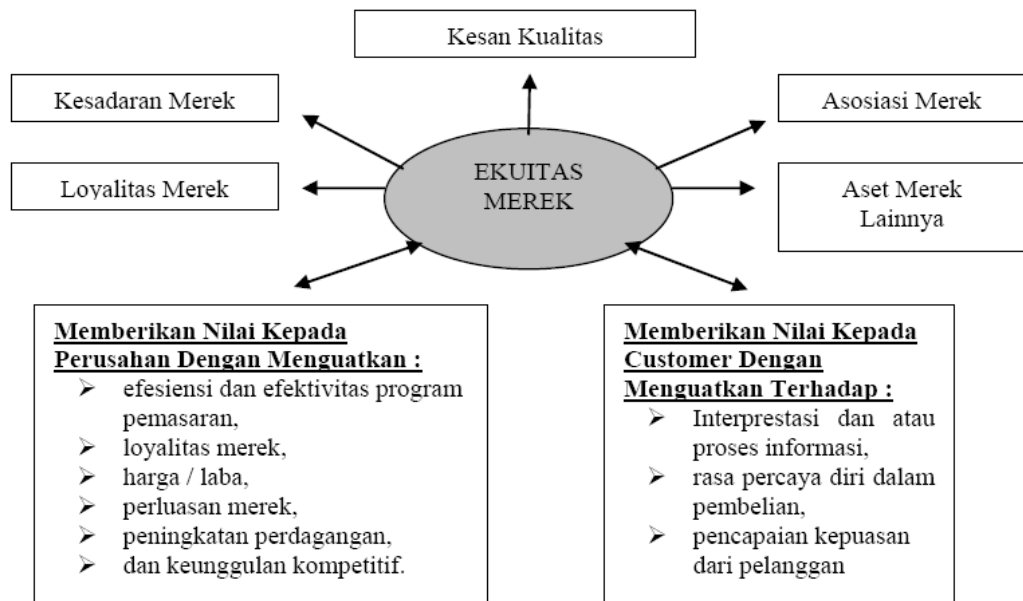 Kesan Kualitas
Kesadaran Merek
Asosiasi Merek
Loyalitas Merek
EKUITAS
MEREK
Aset Merek
Lainnya
Memberikan Nilai Kepada
Perusahan Dengan Menguatkan :
➢ efesiensi dan efektivitas program
pemasaran,
➢ loyalitas merek,
➢ harga / laba,
➢ perluasan merek,
➢ peningkatan perdagangan,
➢ dan keunggulan kompetitif.
Memberikan Nilai Kepada
Customer Dengan
Menguatkan Terhadap :
➢ Interprestasi dan atau
proses informasi,
➢ rasa percaya diri dalam
pembelian,
➢ pencapaian kepuasan
dari pelanggan